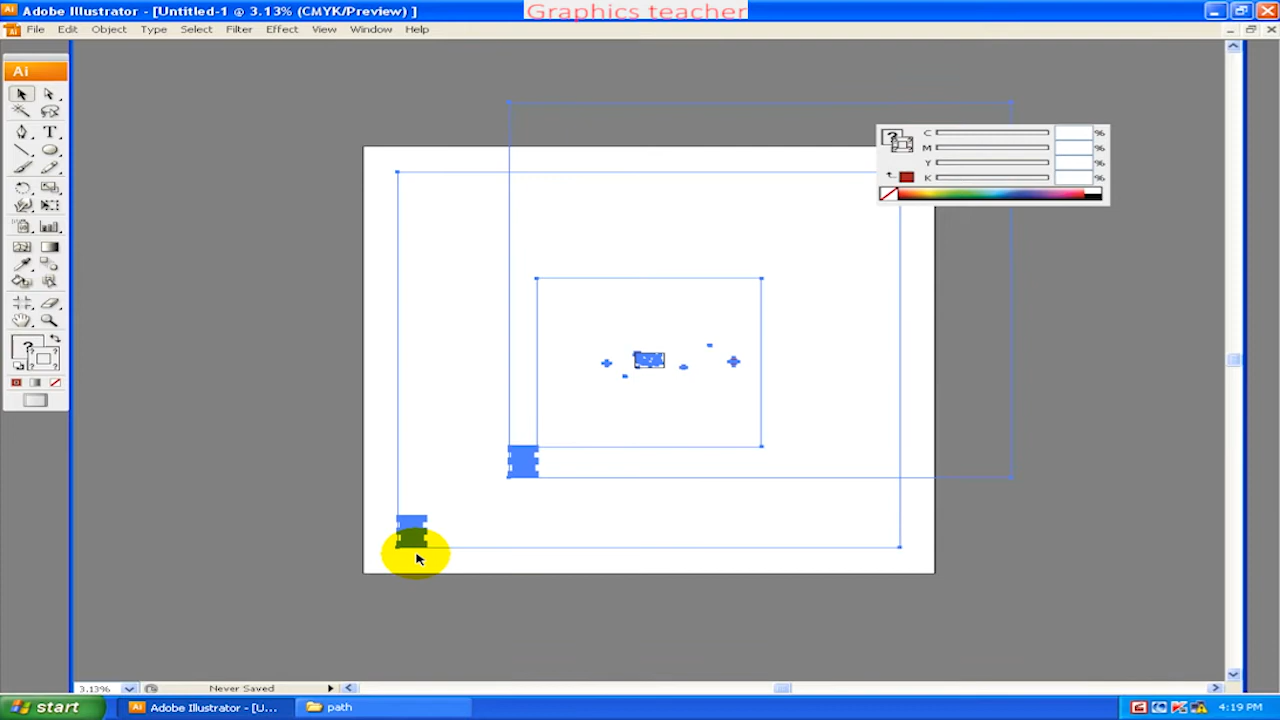 Adobe Illustrator - [Untitled-1 @ 3.13% (CMYK/Preview) ]
Graphics teacher
File Edit Object Type Select Filter Effect View Window Help
Ai
C %
M %
Y %
K %
3.13% Never Saved
start Adobe Illustrator - [U... path 4:19 PM